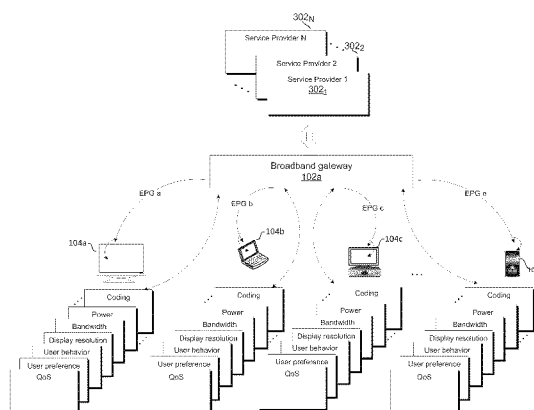 302N
Service Provider N
3022
Service Provider 2
Service Provider 1
3021
Broadband gateway
102a
EPG a
EPG b
EPG c
EPG e
104a
104b
104c
Coding
Power
Bandwidth
Display resolution
User behavior
User preference
QoS
Coding
Power
Bandwidth
Display resolution
User behavior
User preference
QoS
Coding
Power
Bandwidth
Display resolution
User behavior
User preference
QoS
Coding
Power
Bandwidth
Display resolution
User behavior
User preference
QoS